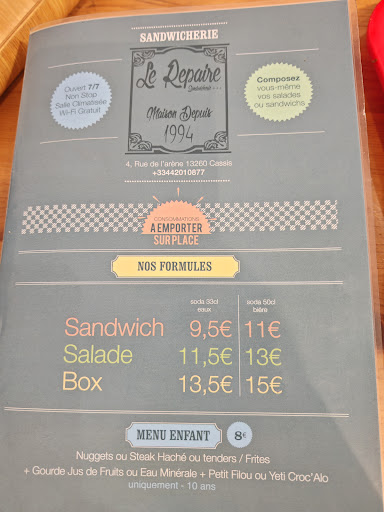 SANDWICHERIE
Le Repaire
Sandwicherie . . .
Maison Depuis
1994
Ouvert 7/7
Non Stop
Salle Climatisée
Wi-Fi Gratuit
Composez
vous-même
vos salades
ou sandwichs
4, Rue de l'arène 13260 Cassis
+33442010877
CONSOMMATIONS
A EMPORTER
SUR PLACE
NOS FORMULES
soda 33cl
eaux
soda 50cl
bière
Sandwich 9,5€ 11€
Salade 11,5€ 13€
Box 13,5€ 15€
MENU ENFANT 8€
Nuggets ou Steak Haché ou tenders / Frites
+ Gourde Jus de Fruits ou Eau Minérale + Petit Filou ou Yeti Croc'Alo
uniquement - 10 ans